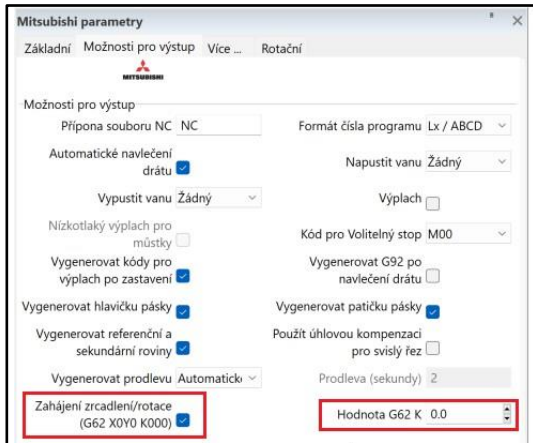 Mitsubishi parametry
Základní Možnosti pro výstup Více ... Rotační
MITSUBISHI
Možnosti pro výstup
Přípona souboru NC NC Formát čísla programu Lx / ABCD
Automatické navlečení
drátu Napustit vanu Žádný
Vypustit vanu Žádný Výplach
Nízkotlaký výplach pro
můstky Kód pro Volitelný stop M00
Vygenerovat kódy pro
výplach po zastavení Vygenerovat G92 po
navlečení drátu
Vygenerovat hlavičku pásky Vygenerovat patičku pásky
Vygenerovat referenční a
sekundární roviny Použít úhlovou kompenzaci
pro svislý řez
Vygenerovat prodlevu Automatick Prodleva (sekundy) 2
Zahájení zrcadlení/rotace
(G62 X0Y0 K000) Hodnota G62 K 0.0